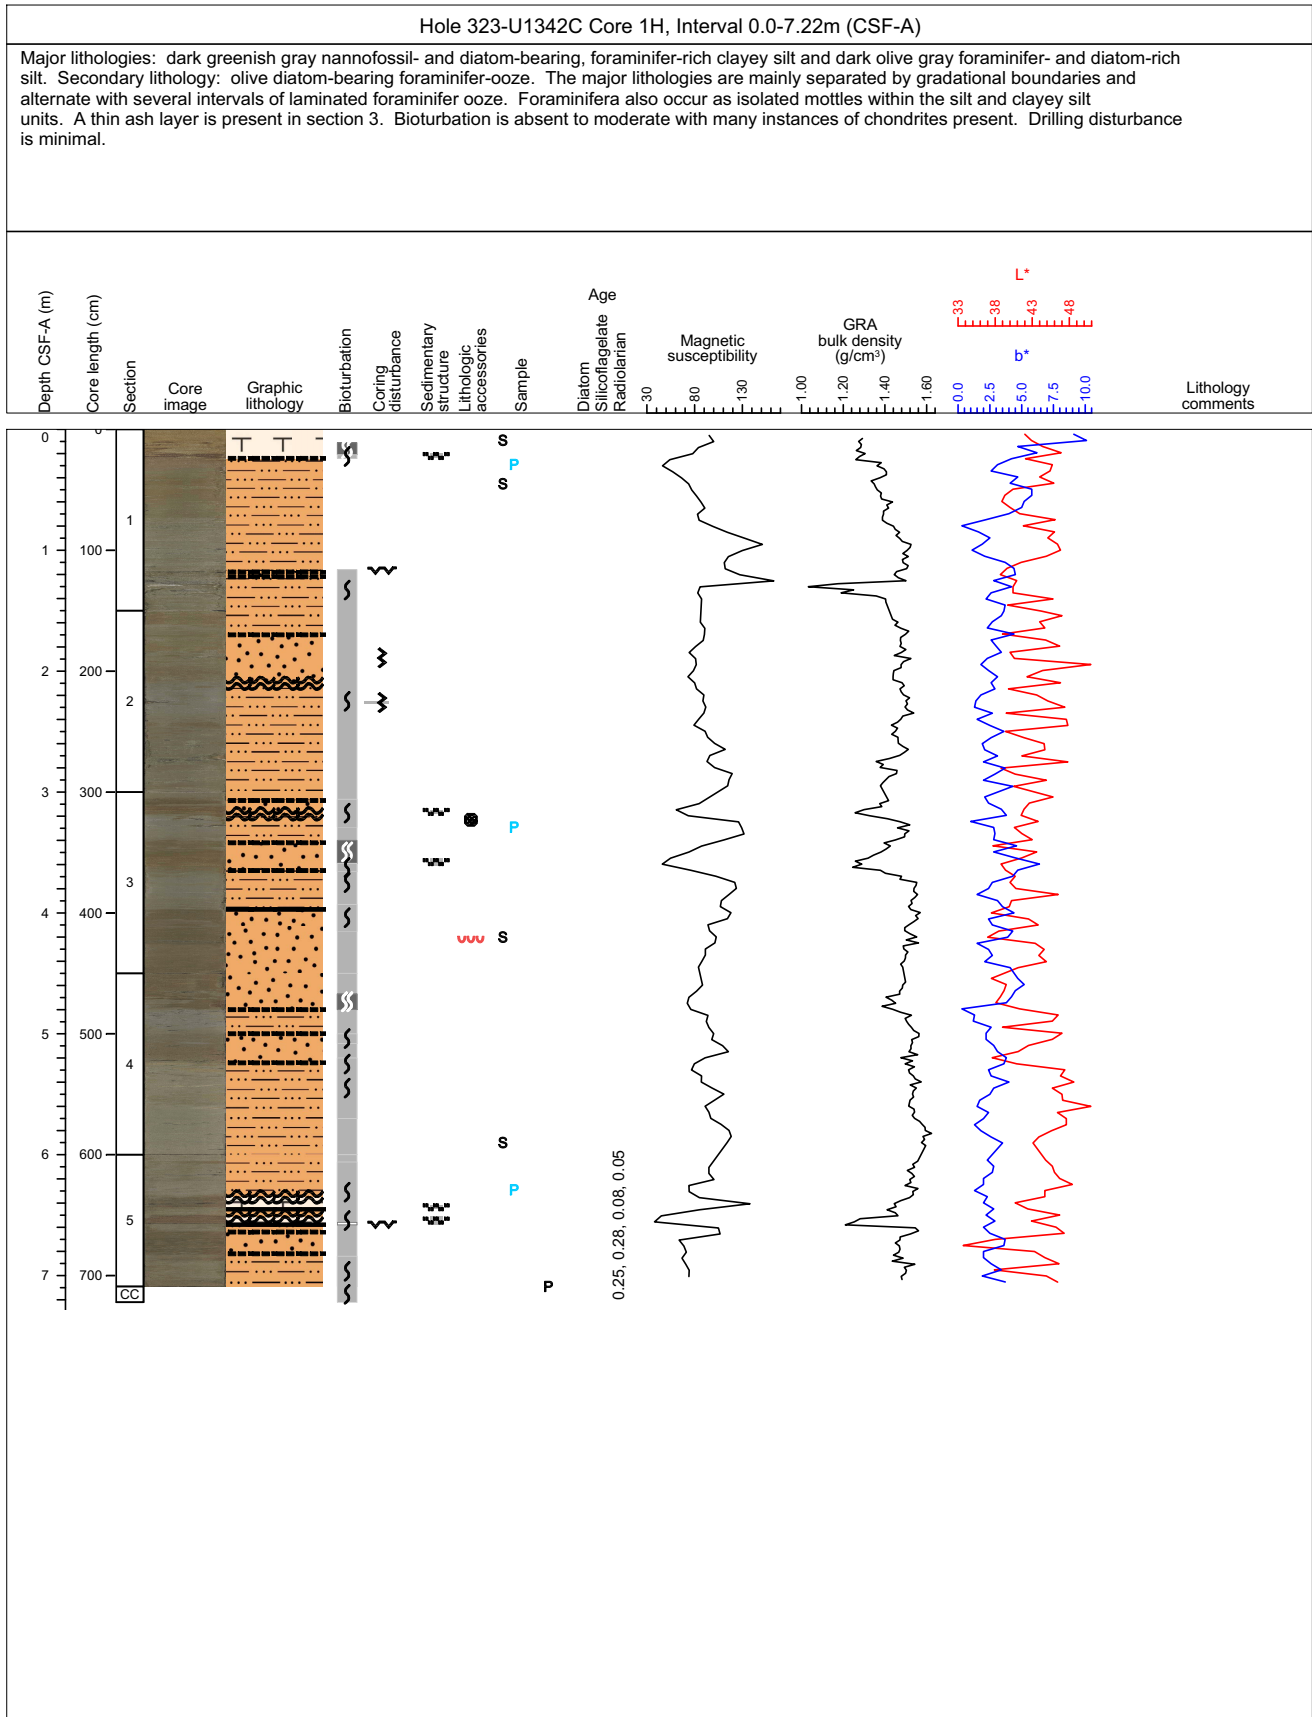 Hole 323-U1342C Core 1H, Interval 0.0-7.22m (CSF-A)
Major lithologies: dark greenish gray nannofossil- and diatom-bearing, foraminifer-rich clayey silt and dark olive gray foraminifer- and diatom-rich
silt. Secondary lithology: olive diatom-bearing foraminifer-ooze. The major lithologies are mainly separated by gradational boundaries and
alternate with several intervals of laminated foraminifer ooze. Foraminifera also occur as isolated mottles within the silt and clayey silt
units. A thin ash layer is present in section 3. Bioturbation is absent to moderate with many instances of chondrites present. Drilling disturbance
is minimal.
Depth CSF-A (m)
Core length (cm)
Section
Core
image
Graphic
lithology
Bioturbation
Coring
disturbance
Sedimentary
structure
Lithologic
accessories
Sample
Age
Diatom
Silicoflagelate
Radiolarian
Magnetic
susceptibility
30 80 130
GRA
bulk density
(g/cm³)
1.00 1.20 1.40 1.60
L*
33 38 43 48
b*
0.0 2.5 5.0 7.5 10.0
Lithology
comments
0 0
S
P
S
1
1 100
2 200
2
3 300
P
3
4 400
S
5 500
4
S
6 600
P
5
7 700
P
CC
0.25, 0.28, 0.08, 0.05